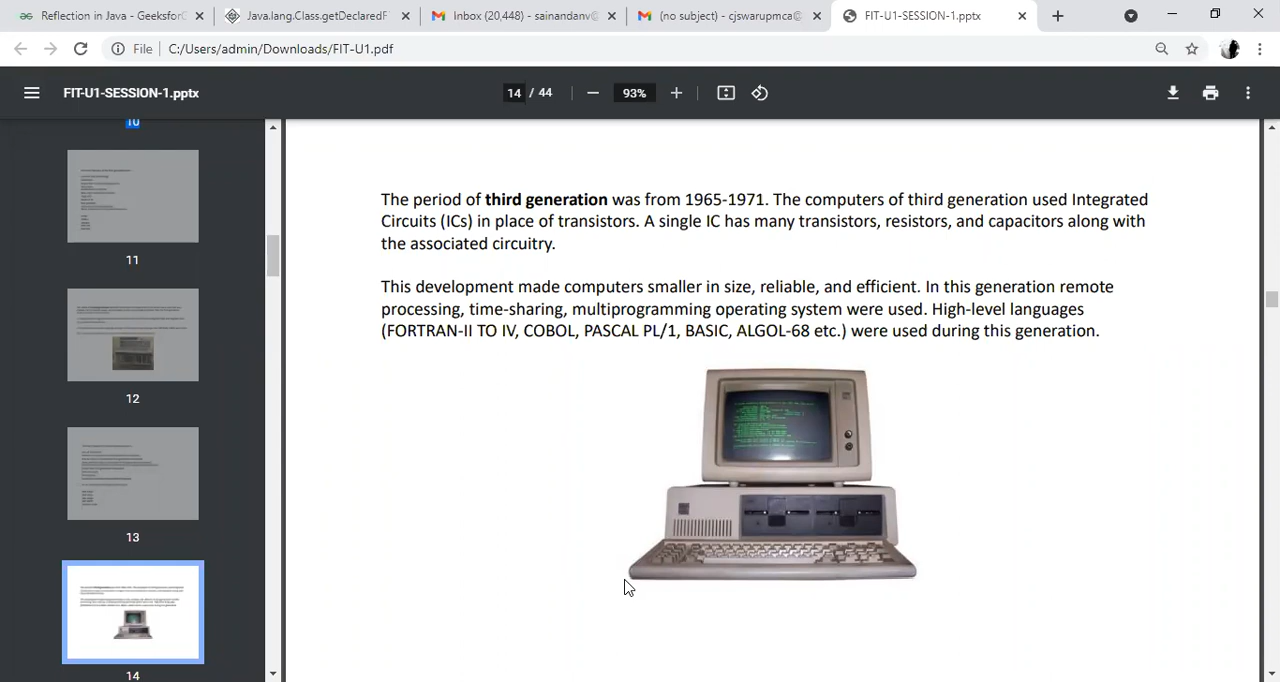 Reflection in Java - GeeksforG
Java.lang.Class.getDeclaredF
Inbox (20,448) - sainandanv@
(no subject) - cjswarupmca@
FIT-U1-SESSION-1.pptx
File
C:/Users/admin/Downloads/FIT-U1.pdf
FIT-U1-SESSION-1.pptx
14 / 44
93%
10
11
12
13
14
The period of third generation was from 1965-1971. The computers of third generation used Integrated
Circuits (ICs) in place of transistors. A single IC has many transistors, resistors, and capacitors along with
the associated circuitry.
This development made computers smaller in size, reliable, and efficient. In this generation remote
processing, time-sharing, multiprogramming operating system were used. High-level languages
(FORTRAN-II TO IV, COBOL, PASCAL PL/1, BASIC, ALGOL-68 etc.) were used during this generation.